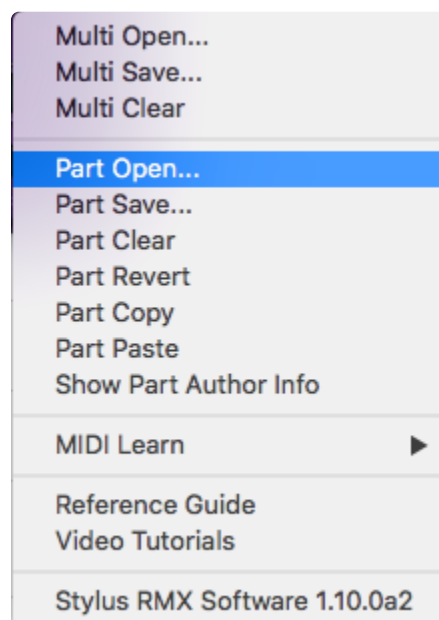 Multi Open...
Multi Save...
Multi Clear
Part Open...
Part Save...
Part Clear
Part Revert
Part Copy
Part Paste
Show Part Author Info
MIDI Learn
Reference Guide
Video Tutorials
Stylus RMX Software 1.10.0a2